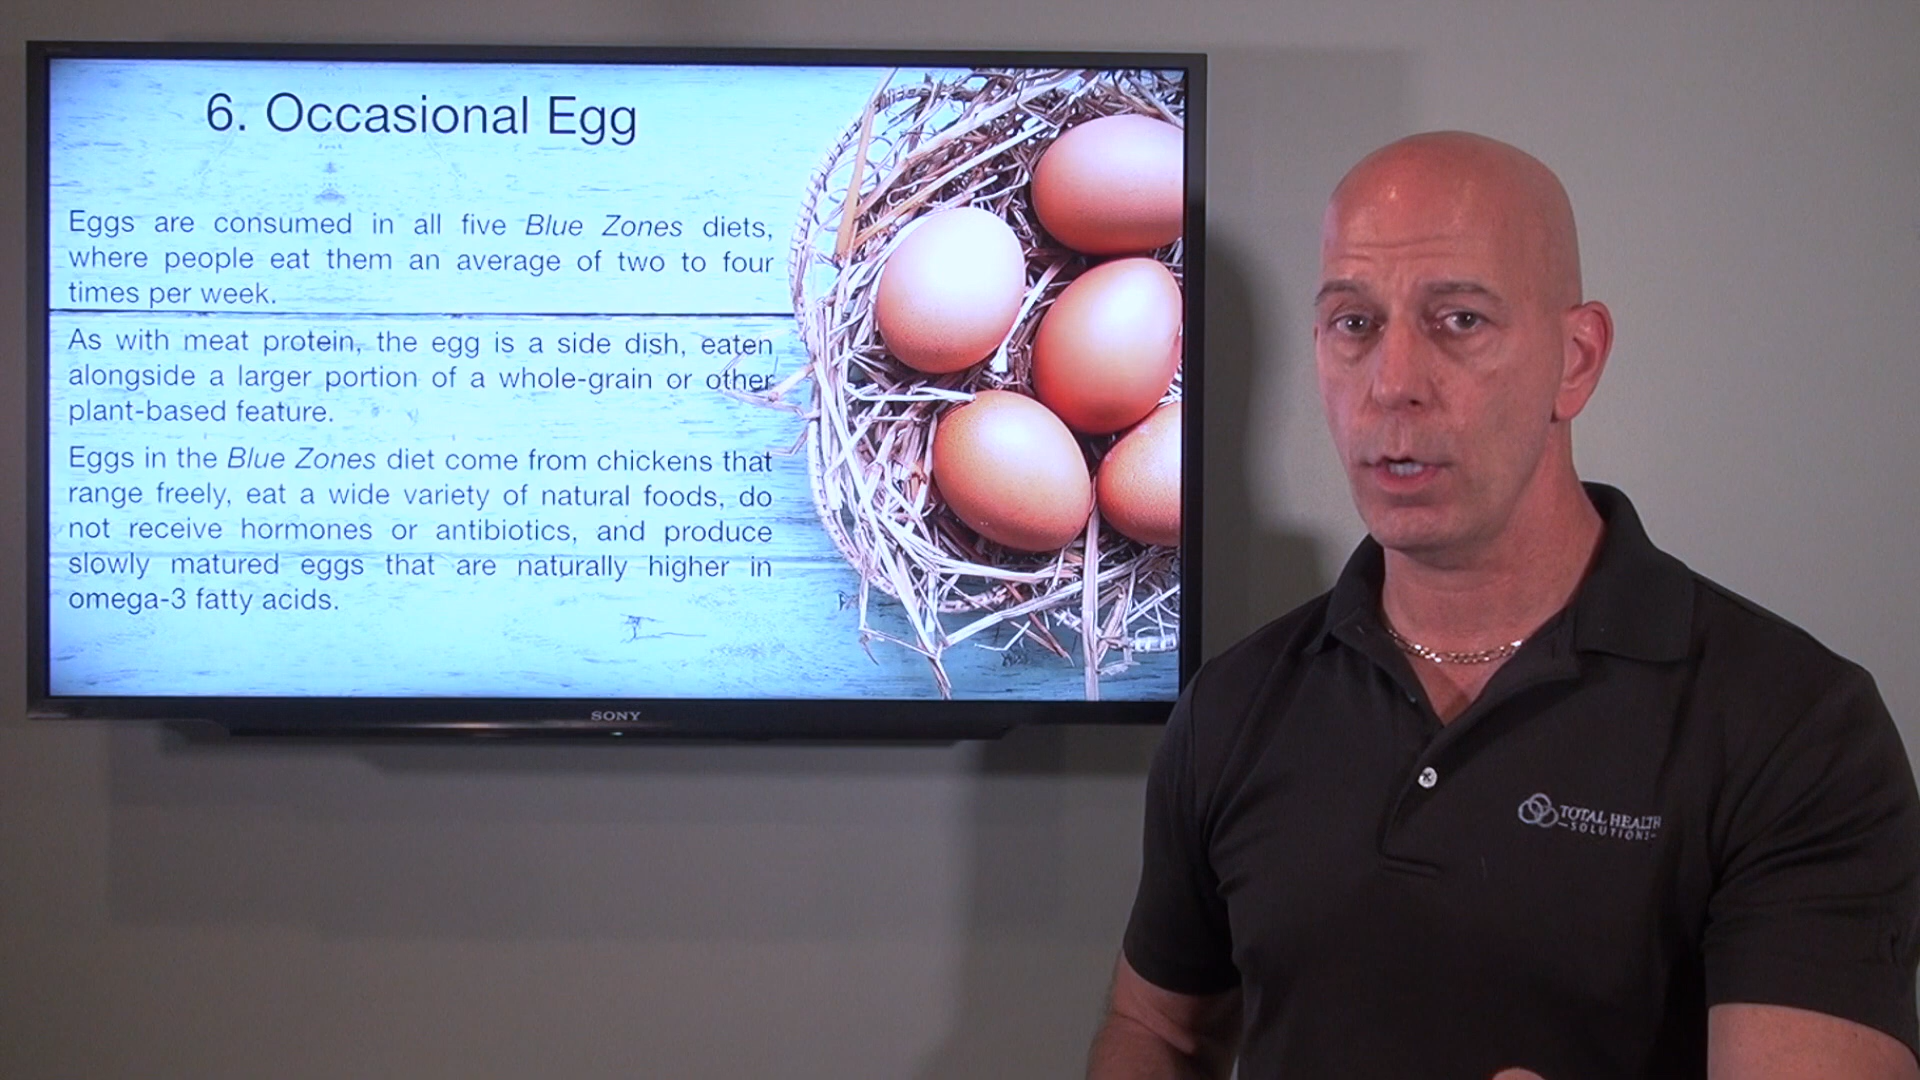 6. Occasional Egg
Eggs are consumed in all five Blue Zones diets,
where people eat them an average of two to four
times per week.
As with meat protein, the egg is a side dish, eaten
alongside a larger portion of a whole-grain or other
plant-based feature.
Eggs in the Blue Zones diet come from chickens that
range freely, eat a wide variety of natural foods, do
not receive hormones or antibiotics, and produce
slowly matured eggs that are naturally higher in
omega-3 fatty acids.
SONY
TOTAL HEALTH
SOLUTIONS